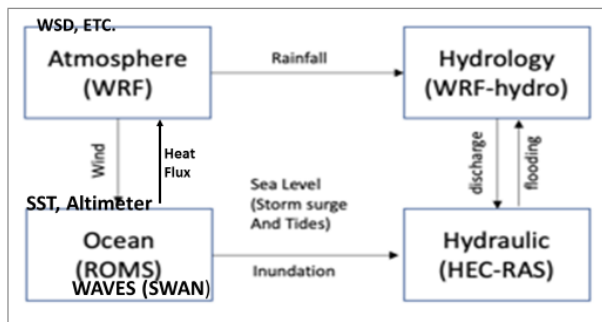 WSD, ETC.
Atmosphere
(WRF)
Rainfall
Hydrology
(WRF-hydro)
Wind
Heat
Flux
discharge
flooding
SST, Altimeter
Ocean
(ROMS)
WAVES (SWAN)
Sea Level
(Storm surge
And Tides)
Inundation
Hydraulic
(HEC-RAS)